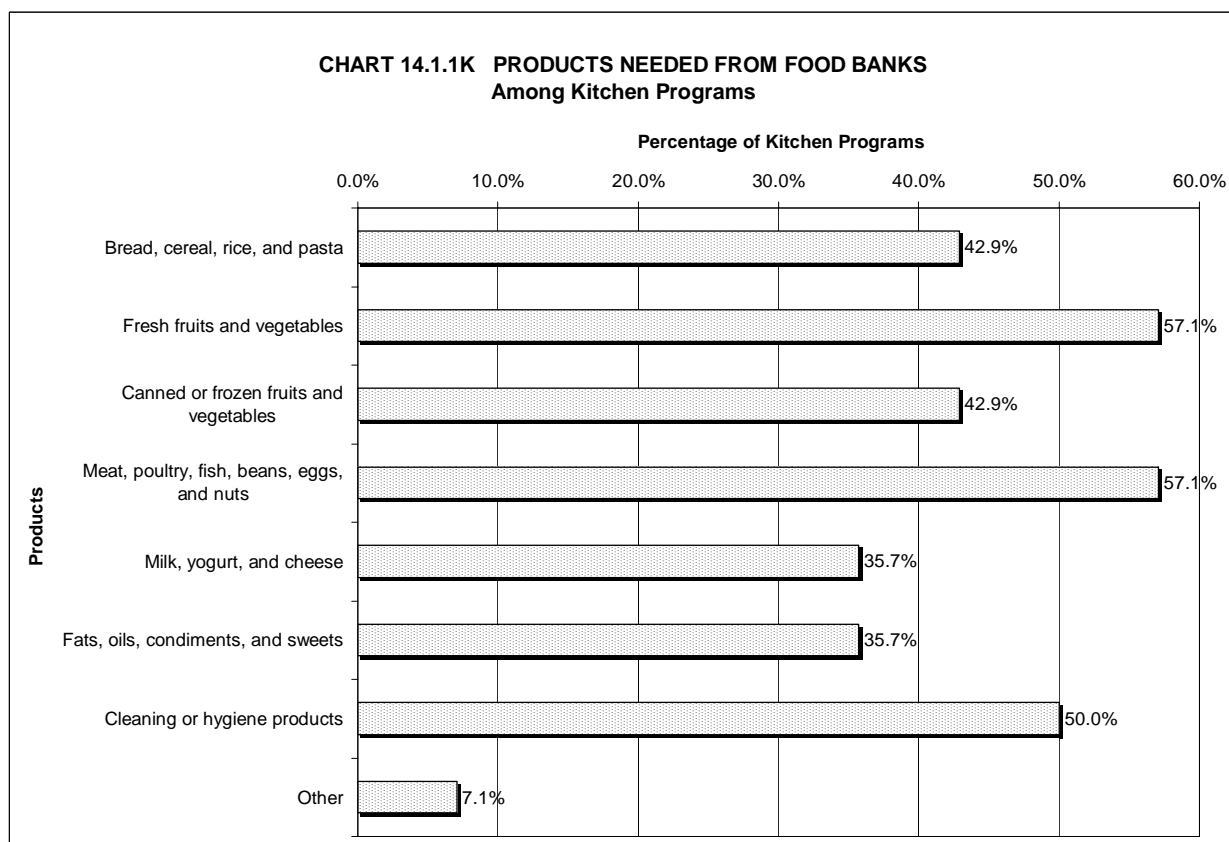 CHART 14.1.1K PRODUCTS NEEDED FROM FOOD BANKS
Among Kitchen Programs
Percentage of Kitchen Programs
0.0% 10.0% 20.0% 30.0% 40.0% 50.0% 60.0%
Products
Bread, cereal, rice, and pasta 42.9%
Fresh fruits and vegetables 57.1%
Canned or frozen fruits and
vegetables 42.9%
Meat, poultry, fish, beans, eggs,
and nuts 57.1%
Milk, yogurt, and cheese 35.7%
Fats, oils, condiments, and sweets 35.7%
Cleaning or hygiene products 50.0%
Other 7.1%